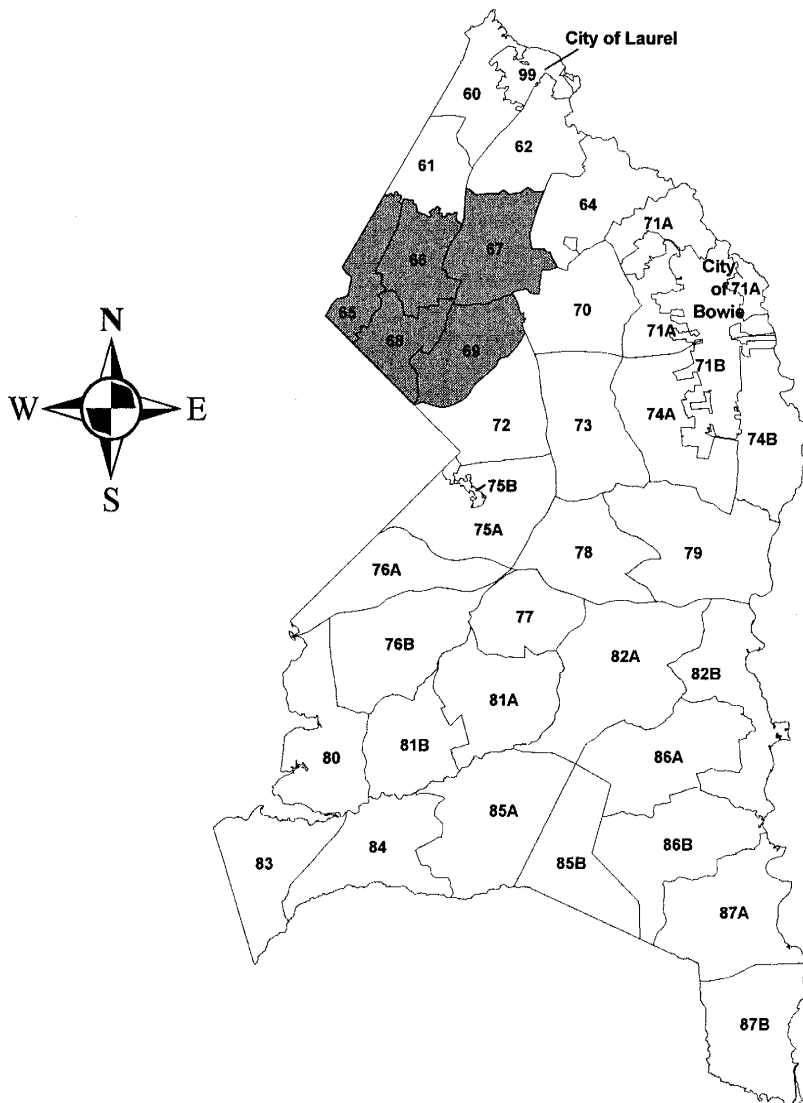 City of Laurel
99
60
62
61
64
71A
66
67
City
of
71A
Bowie
65
70
N
68
69
71A
W
E
71B
74A
72
73
74B
S
75B
75A
78
79
76A
77
76B
82A
82B
81A
81B
80
86A
85A
84
86B
83
85B
87A
87B